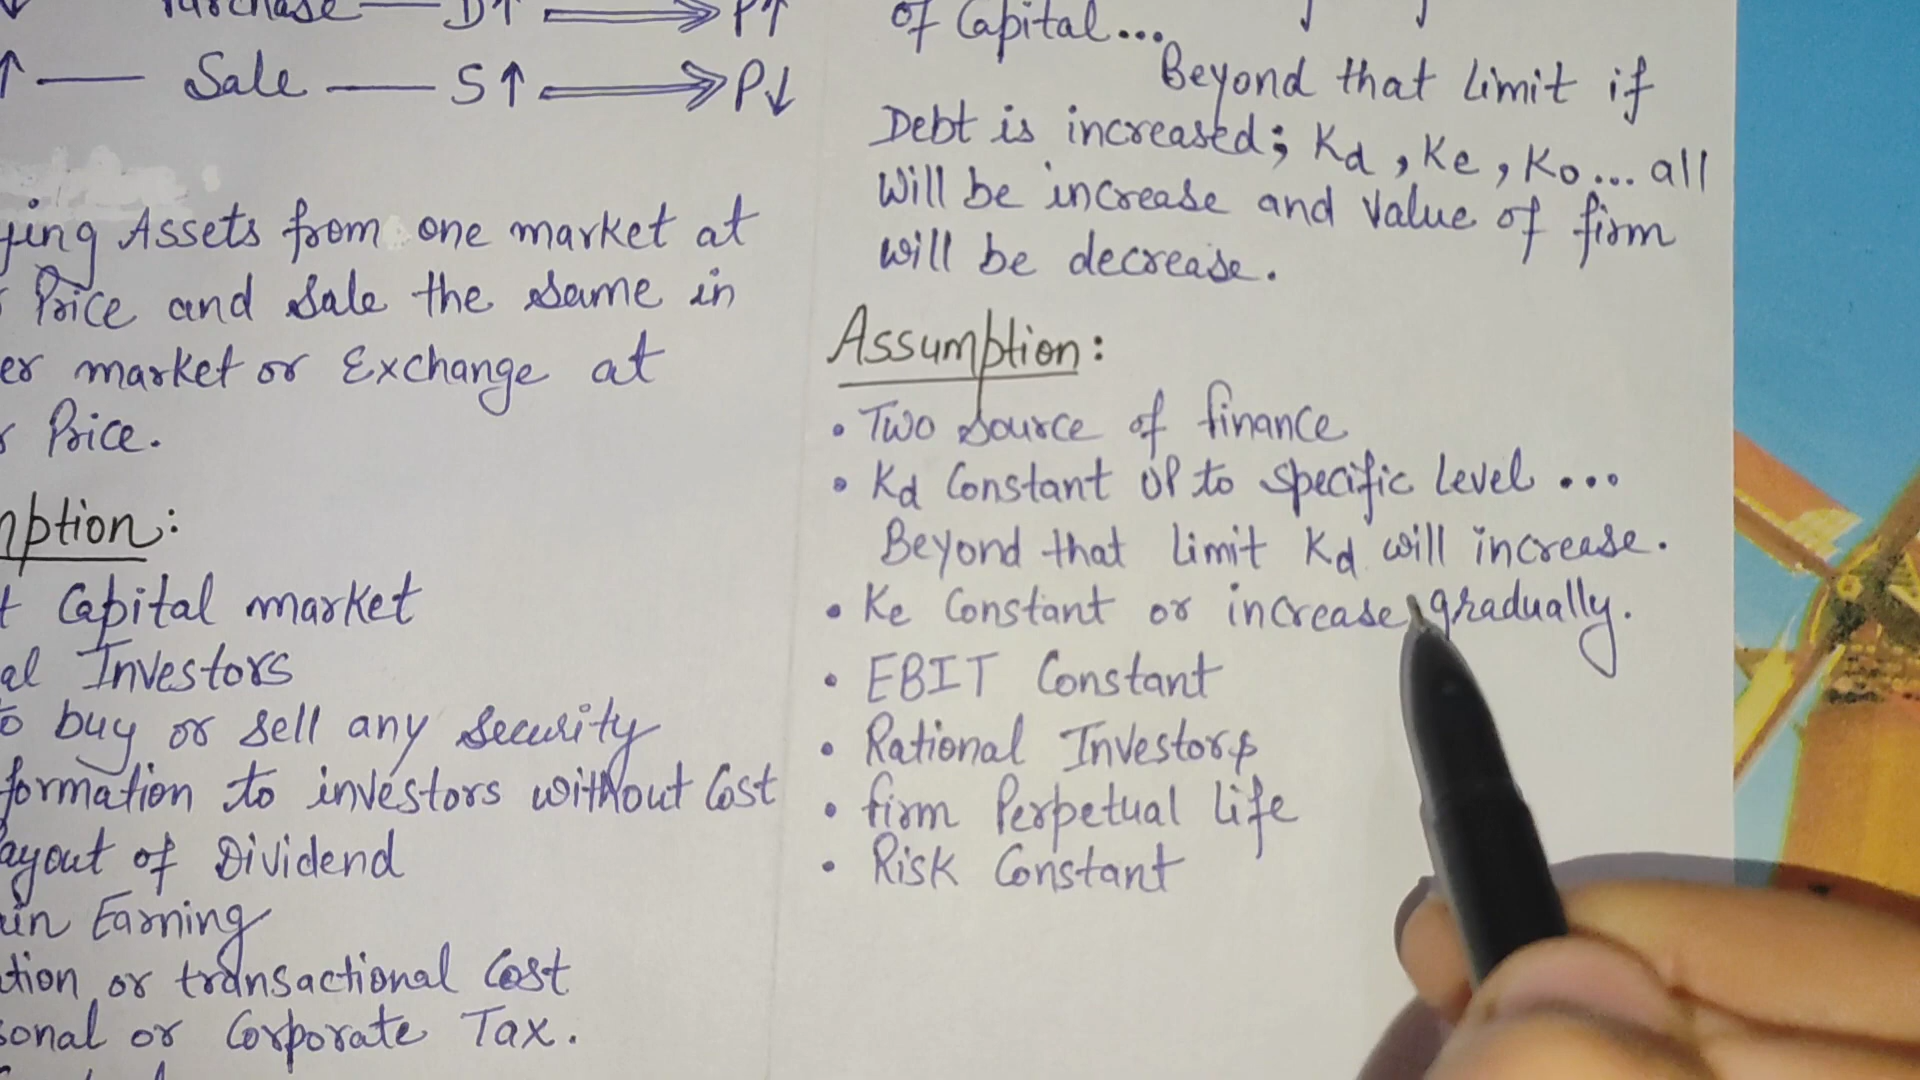 Purchase — D↑ ⟹ P↑
↑ — Sale — S↑ ⟹ P↓
Assets from one market at
Price and Sale the same in
market or Exchange at
Price.
:
Capital market
Investors
buy or sell any security
to investors without Cost
of Dividend
in Earning
or transactional Cost
or Corporate Tax.
of Capital...
Beyond that limit if
Debt is increased; Kd, Ke, Ko... all
will be increase and value of firm
will be decrease.
Assumption:
• Two Source of finance
• Kd Constant UP to Specific Level ...
Beyond that limit Kd will increase.
• Ke Constant or increase gradually.
• EBIT Constant
• Rational Investors
• firm Perpetual Life
• Risk Constant